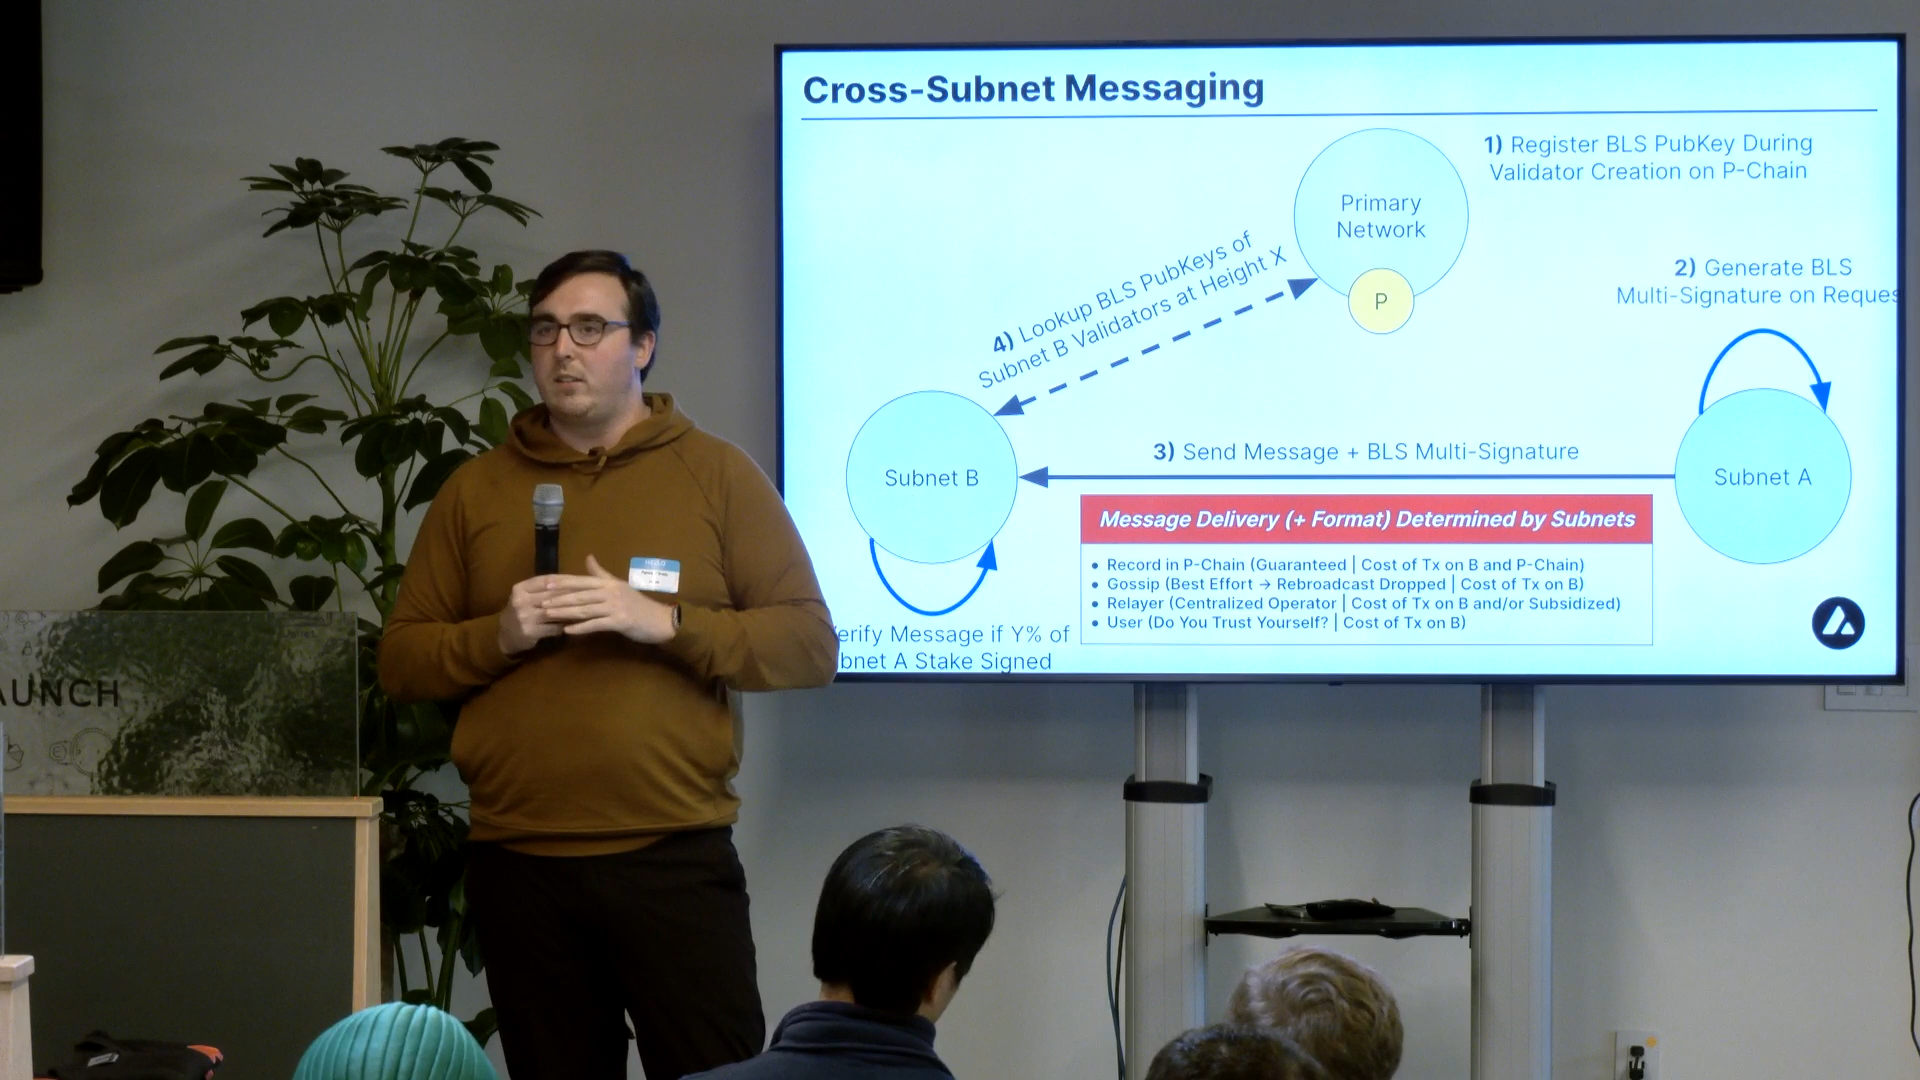 Cross-Subnet Messaging
1) Register BLS PubKey During
Validator Creation on P-Chain
Primary
Network
P
2) Generate BLS
Multi-Signature on Reques
4) Lookup BLS PubKeys of
Subnet B Validators at Height X
3) Send Message + BLS Multi-Signature
Subnet B
Subnet A
Message Delivery (+ Format) Determined by Subnets
• Record in P-Chain (Guaranteed | Cost of Tx on B and P-Chain)
• Gossip (Best Effort → Rebroadcast Dropped | Cost of Tx on B)
• Relayer (Centralized Operator | Cost of Tx on B and/or Subsidized)
• User (Do You Trust Yourself? | Cost of Tx on B)
erify Message if Y% of
bnet A Stake Signed
HELLO
AUNCH